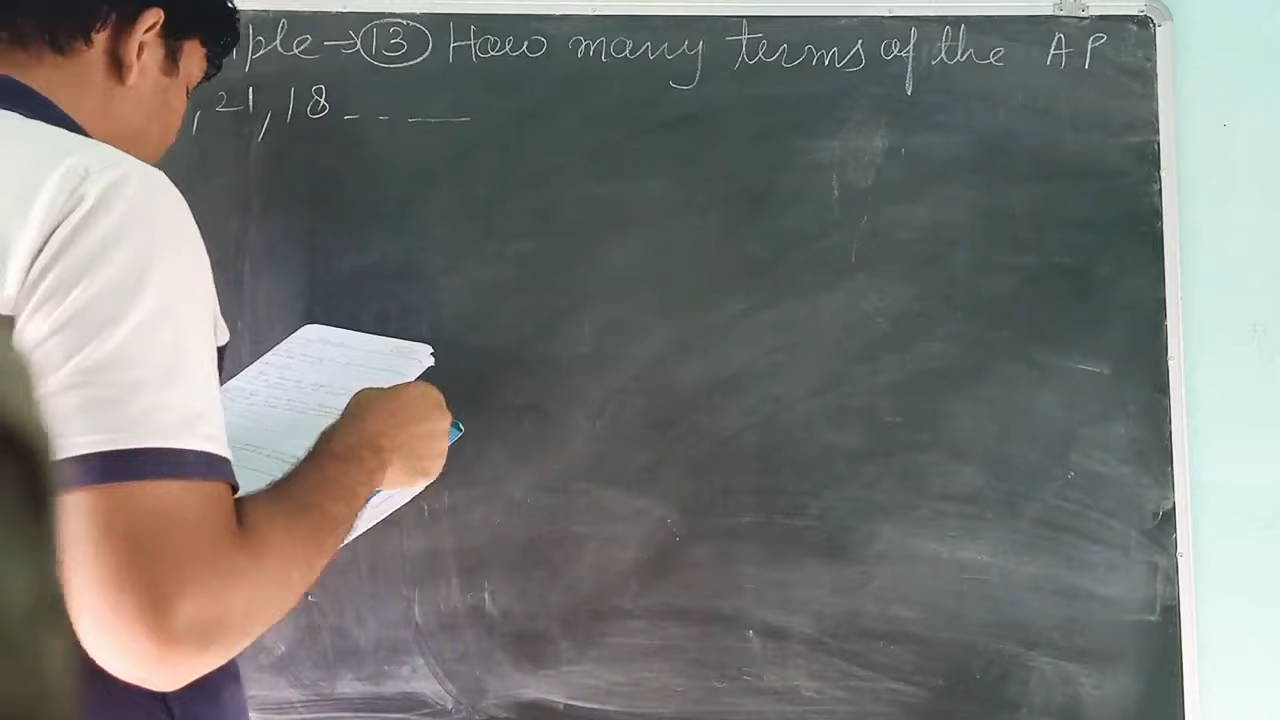 ple → 13 How many terms of the AP
, 21, 18 - - —